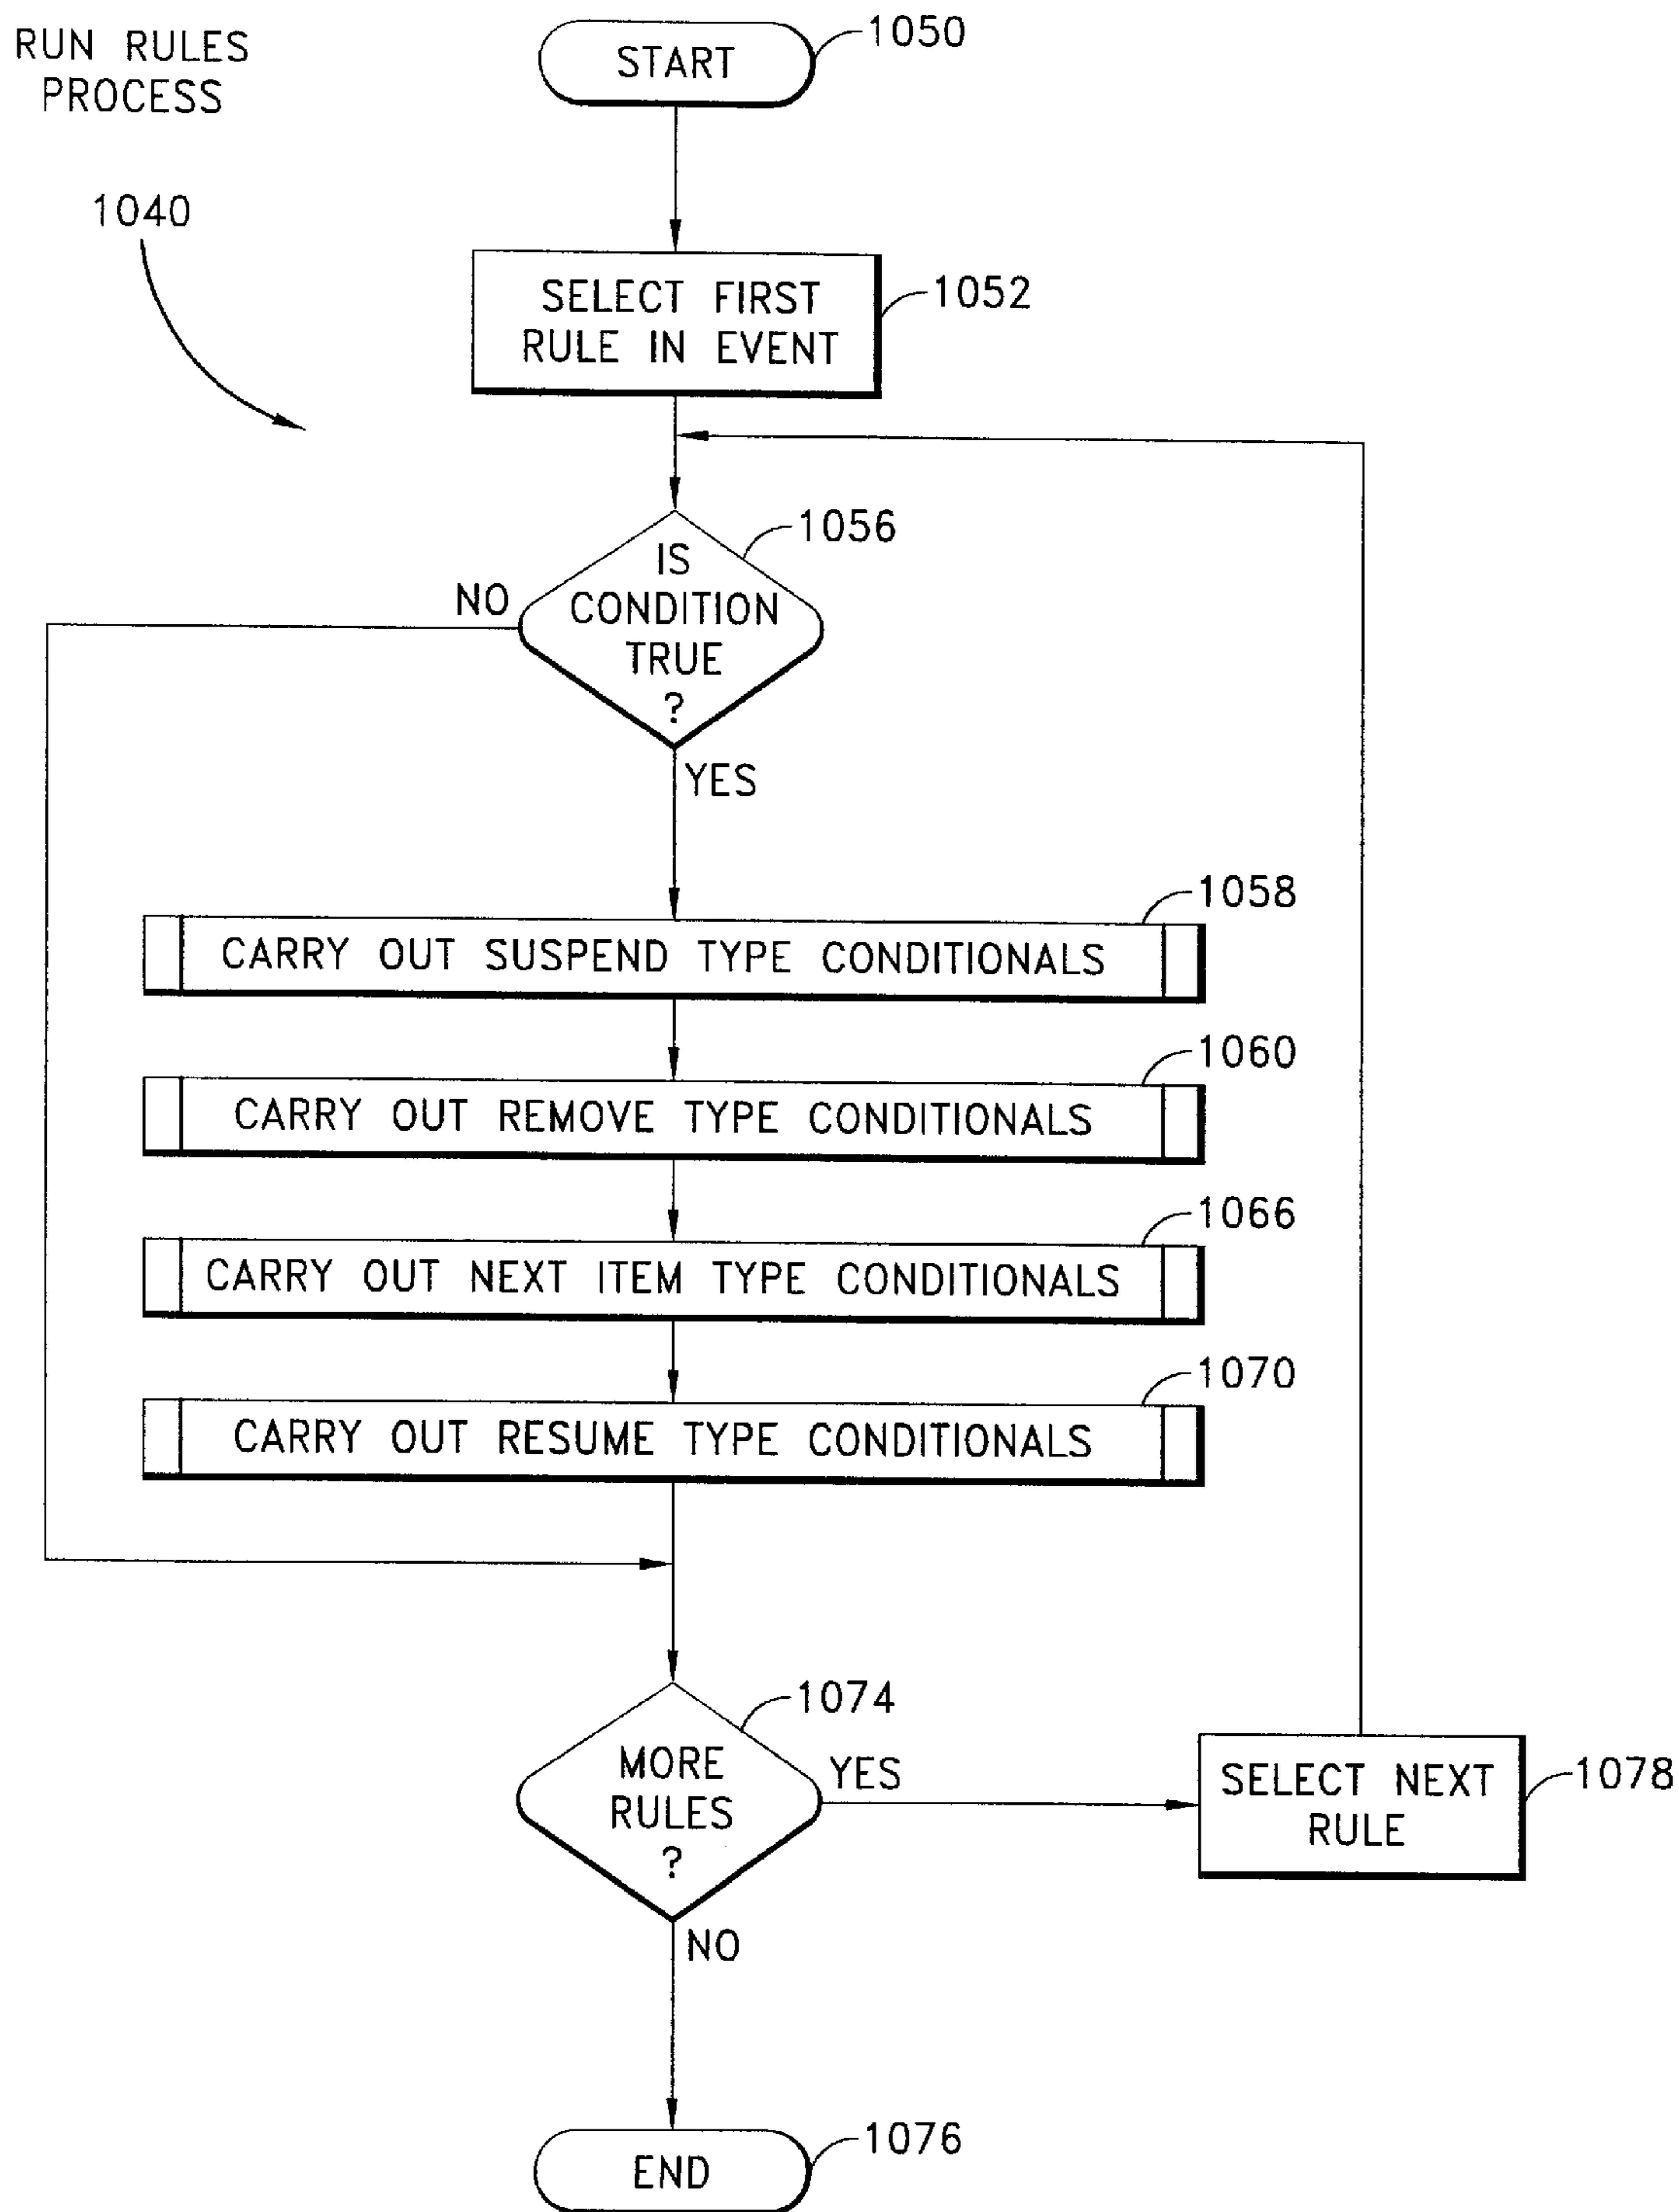 RUN RULES
PROCESS
1040
START
1050
SELECT FIRST
RULE IN EVENT
1052
IS
CONDITION
TRUE
?
1056
NO
YES
CARRY OUT SUSPEND TYPE CONDITIONALS
1058
CARRY OUT REMOVE TYPE CONDITIONALS
1060
CARRY OUT NEXT ITEM TYPE CONDITIONALS
1066
CARRY OUT RESUME TYPE CONDITIONALS
1070
MORE
RULES
?
1074
YES
SELECT NEXT
RULE
1078
NO
END
1076